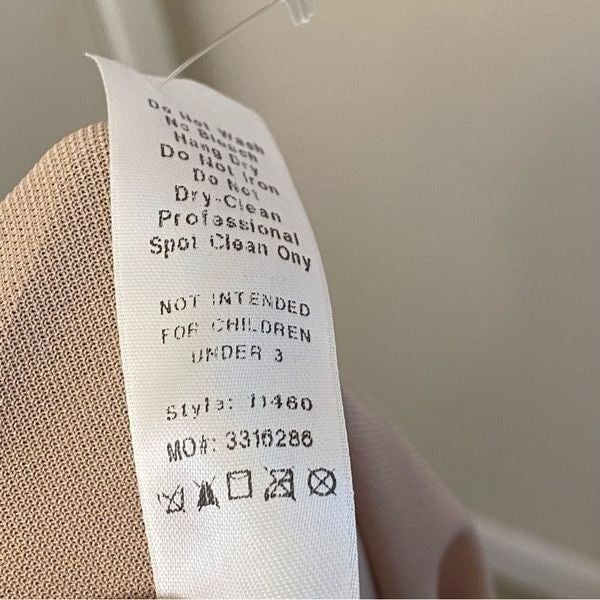 Do Not Wash
No Bleach
Hang Dry
Do Not Iron
Do Not
Dry-Clean
Professional
Spot Clean Ony
NOT INTENDED
FOR CHILDREN
UNDER 3
Style: 11460
MO#: 3316286